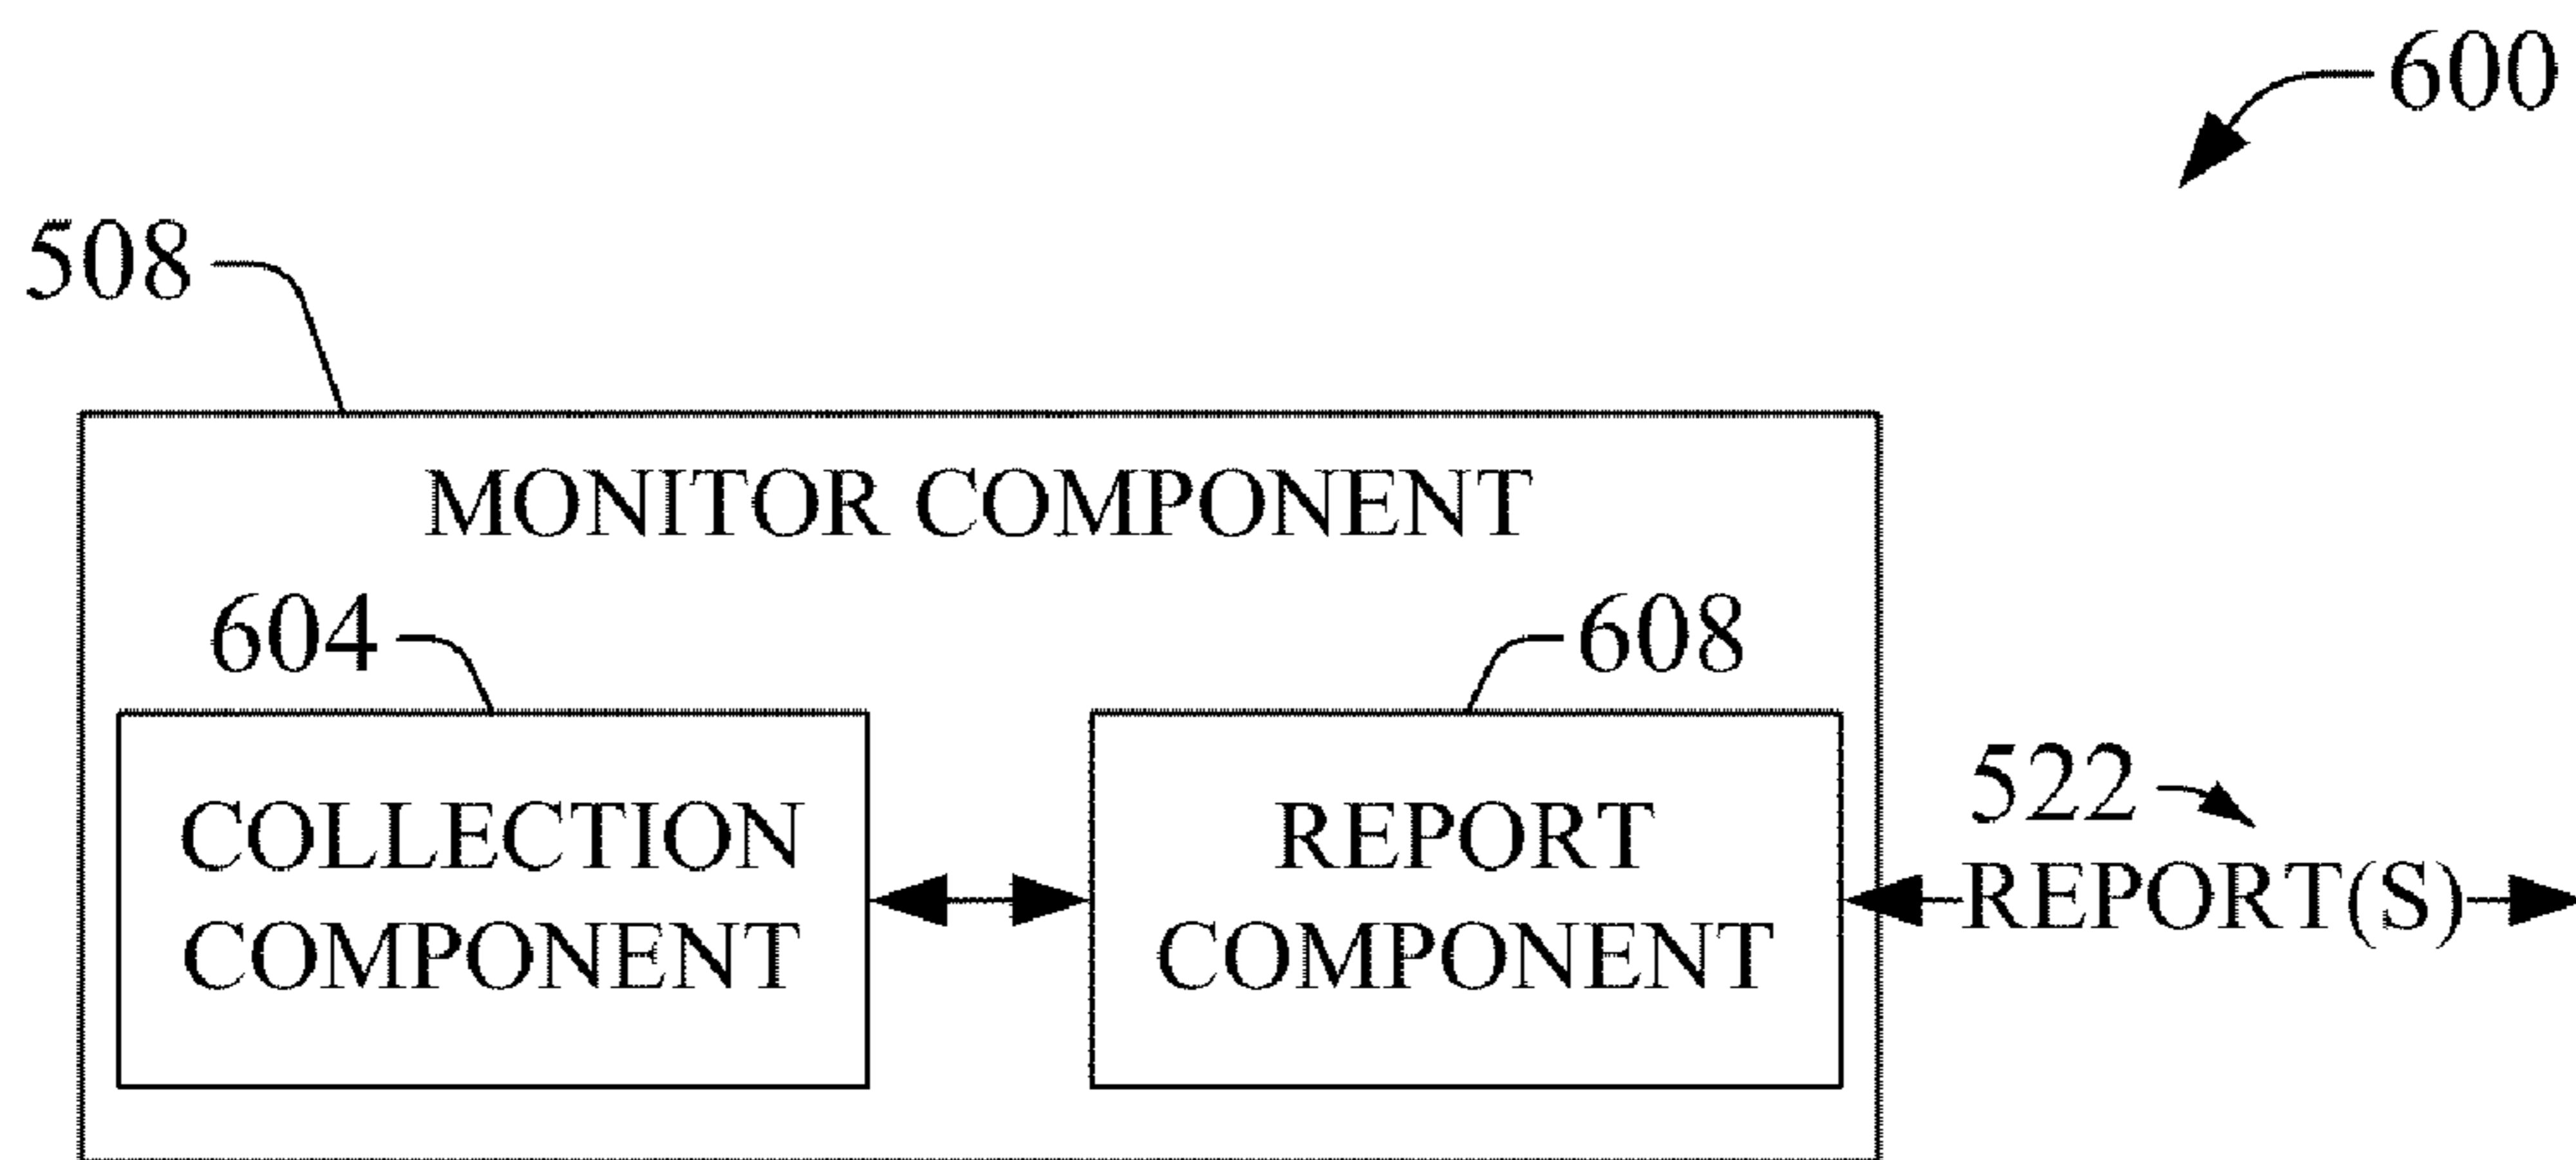 600
508
MONITOR COMPONENT
604
608
COLLECTION
COMPONENT
REPORT
COMPONENT
522
REPORT(S)